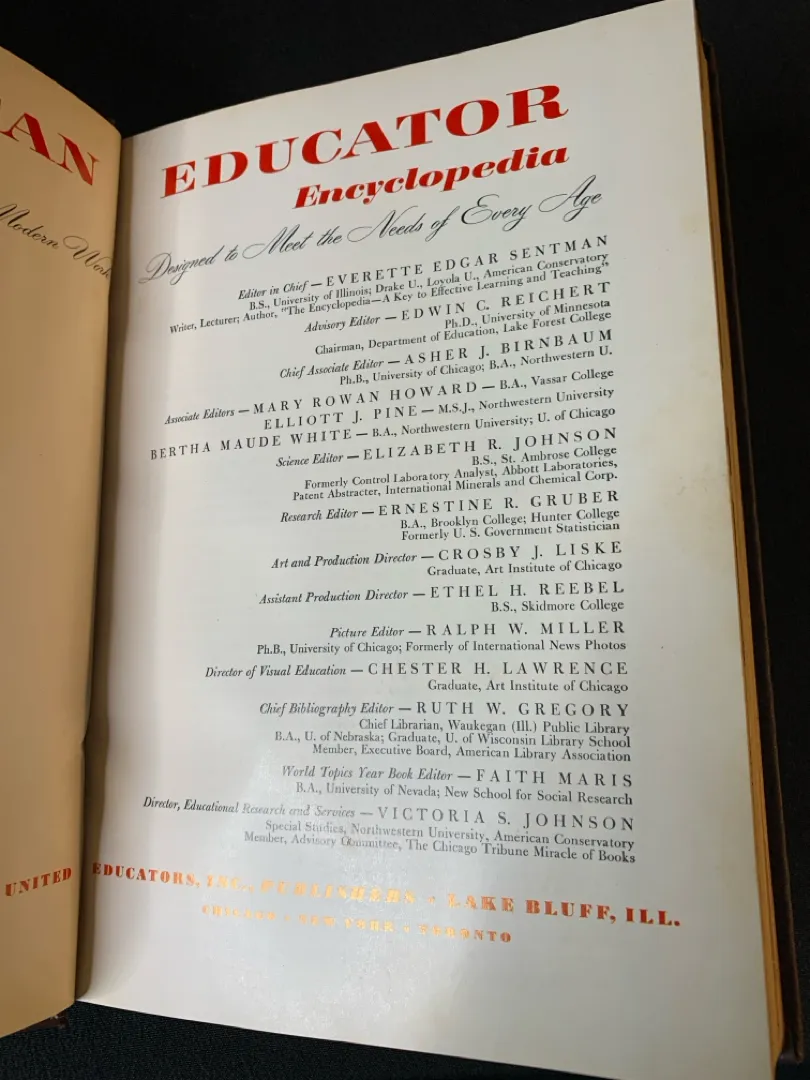 EDUCATOR
Encyclopedia
Modern Work
Designed to Meet the Needs of Every Age
Editor in Chief — EVERETTE EDGAR SENTMAN
B.S., University of Illinois; Drake U., Loyola U., American Conservatory
Writer, Lecturer; Author, "The Encyclopedia—A Key to Effective Learning and Teaching"
Advisory Editor — EDWIN C. REICHERT
Ph.D., University of Minnesota
Chairman, Department of Education, Lake Forest College
Chief Associate Editor — ASHER J. BIRNBAUM
Ph.B., University of Chicago; B.A., Northwestern U.
Associate Editors — MARY ROWAN HOWARD — B.A., Vassar College
ELLIOTT J. PINE — M.S.J., Northwestern University
BERTHA MAUDE WHITE — B.A., Northwestern University; U. of Chicago
Science Editor — ELIZABETH R. JOHNSON
B.S., St. Ambrose College
Formerly Control Laboratory Analyst, Abbott Laboratories,
Patent Abstracter, International Minerals and Chemical Corp.
Research Editor — ERNESTINE R. GRUBER
B.A., Brooklyn College; Hunter College
Formerly U. S. Government Statistician
Art and Production Director — CROSBY J. LISKE
Graduate, Art Institute of Chicago
Assistant Production Director — ETHEL H. REEBEL
B.S., Skidmore College
Picture Editor — RALPH W. MILLER
Ph.B., University of Chicago; Formerly of International News Photos
Director of Visual Education — CHESTER H. LAWRENCE
Graduate, Art Institute of Chicago
Chief Bibliography Editor — RUTH W. GREGORY
Chief Librarian, Waukegan (Ill.) Public Library
B.A., U. of Nebraska; Graduate, U. of Wisconsin Library School
Member, Executive Board, American Library Association
World Topics Year Book Editor — FAITH MARIS
B.A., University of Nevada; New School for Social Research
Director, Educational Research and Services — VICTORIA S. JOHNSON
Special Studies, Northwestern University, American Conservatory
Member, Advisory Committee, The Chicago Tribune Miracle of Books
UNITED EDUCATORS, INC., PUBLISHERS · LAKE BLUFF, ILL.
CHICAGO · NEW YORK · TORONTO